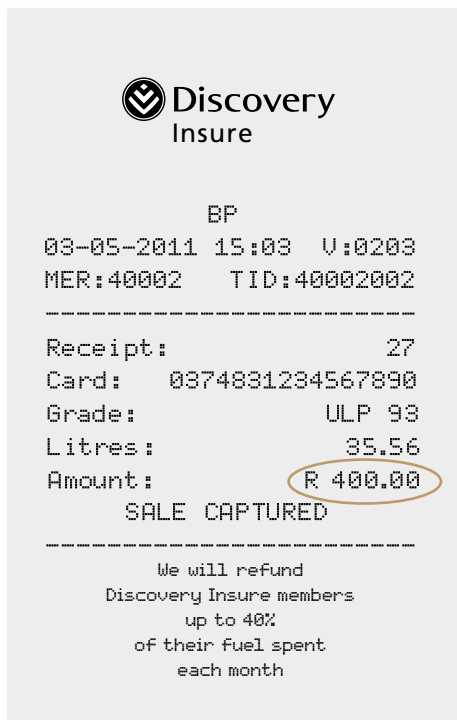 Discovery
Insure
BP
03-05-2011 15:03 V:0203
MER:40002 TID:40002002
Receipt: 27
Card: 0374831234567890
Grade: ULP 93
Litres: 35.56
Amount: R 400.00
SALE CAPTURED
We will refund
Discovery Insure members
up to 40%
of their fuel spent
each month